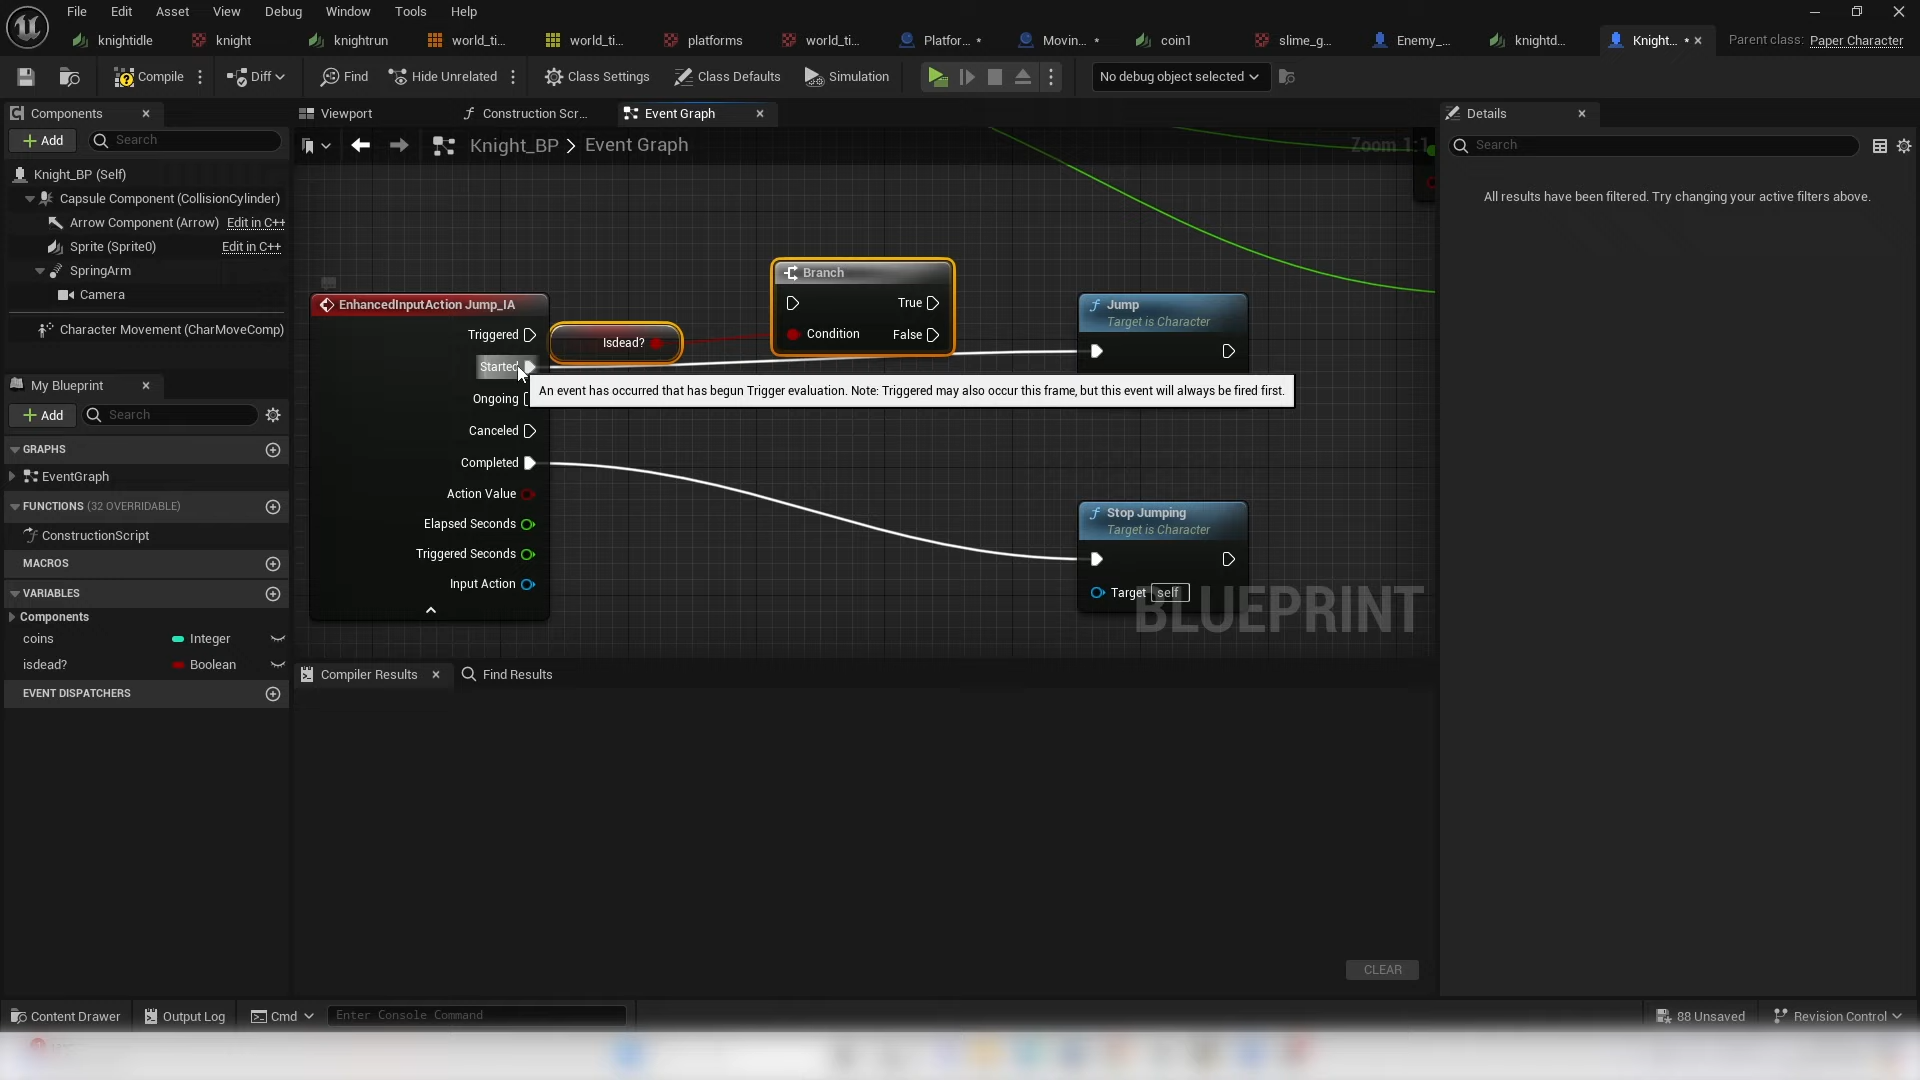 File Edit Asset View Debug Window Tools Help
knightidle knight knightrun world_ti... world_ti... platforms world_ti... Platfor... * Movin... * coin1 slime_g... Enemy_... knightd... Knight... * Parent class: Paper Character
Compile Diff Find Hide Unrelated Class Settings Class Defaults Simulation No debug object selected
Components Viewport Construction Scr... Event Graph Details
Add Search Knight_BP > Event Graph Zoom 1:1 Search
Knight_BP (Self)
All results have been filtered. Try changing your active filters above.
Capsule Component (CollisionCylinder)
Arrow Component (Arrow) Edit in C++
Sprite (Sprite0) Edit in C++
SpringArm
Camera
Character Movement (CharMoveComp)
Branch
True
Condition False
EnhancedInputAction Jump_IA
Triggered
Started
Ongoing
Canceled
Completed
Action Value
Elapsed Seconds
Triggered Seconds
Input Action
Isdead?
Jump
Target is Character
An event has occurred that has begun Trigger evaluation. Note: Triggered may also occur this frame, but this event will always be fired first.
Stop Jumping
Target is Character
Target self
BLUEPRINT
My Blueprint
Add Search
GRAPHS
EventGraph
FUNCTIONS (32 OVERRIDABLE)
ConstructionScript
MACROS
VARIABLES
Components
coins Integer
isdead? Boolean
EVENT DISPATCHERS
Compiler Results Find Results
CLEAR
Content Drawer Output Log Cmd Enter Console Command 88 Unsaved Revision Control